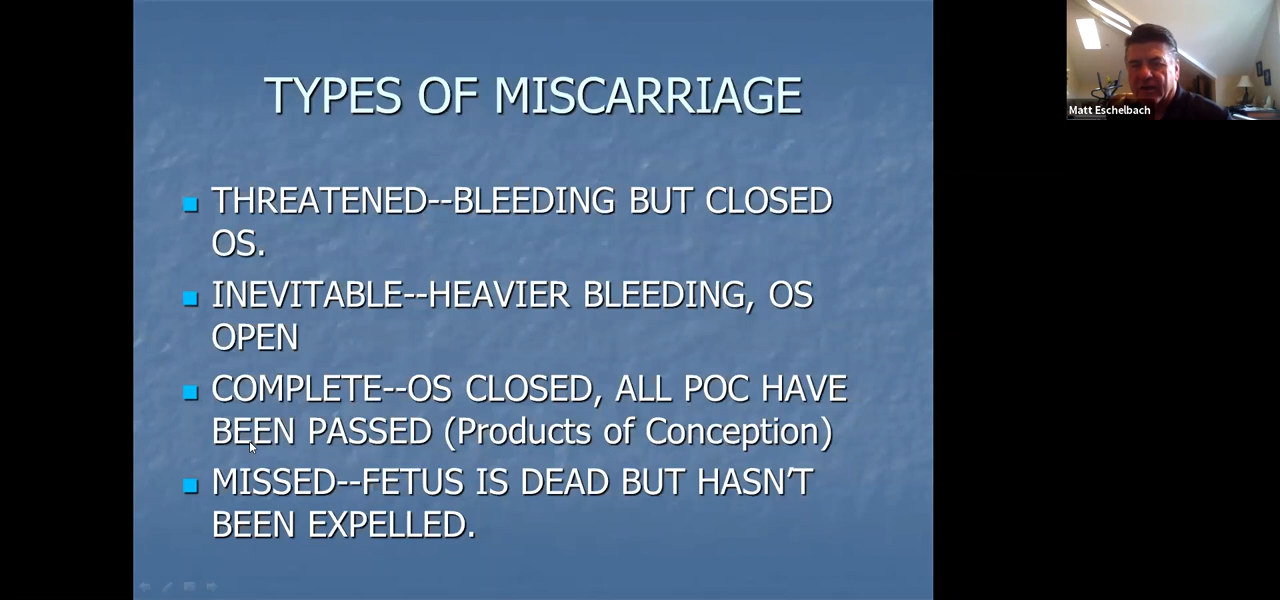 TYPES OF MISCARRIAGE
THREATENED--BLEEDING BUT CLOSED
OS.
INEVITABLE--HEAVIER BLEEDING, OS
OPEN
COMPLETE--OS CLOSED, ALL POC HAVE
BEEN PASSED (Products of Conception)
MISSED--FETUS IS DEAD BUT HASN'T
BEEN EXPELLED.
Matt Eschelbach